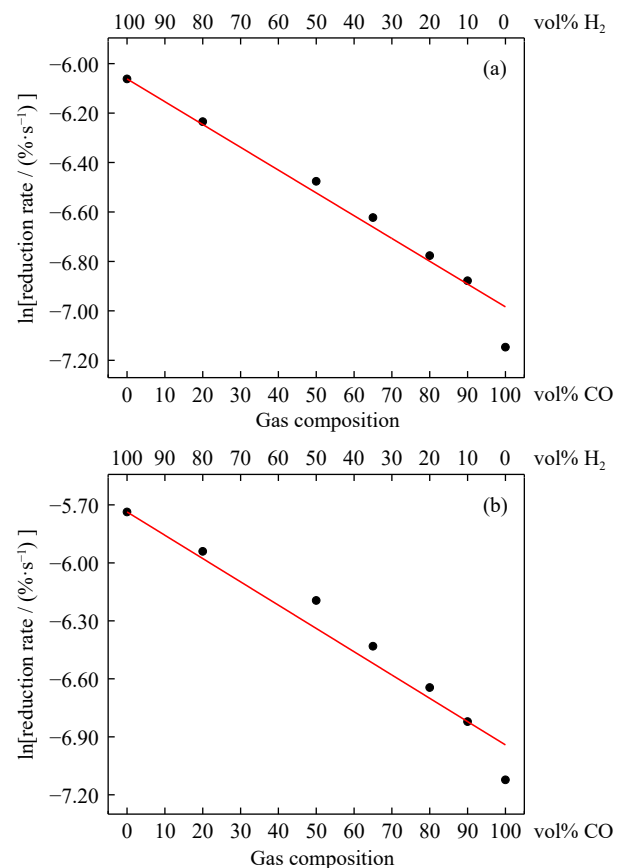 100 90 80 70 60 50 40 30 20 10 0 vol% H₂
(a)
−6.00
−6.20
−6.40
−6.60
−6.80
−7.00
−7.20
ln[reduction rate / (%·s⁻¹) ]
0 10 20 30 40 50 60 70 80 90 100 vol% CO
Gas composition
100 90 80 70 60 50 40 30 20 10 0 vol% H₂
(b)
−5.70
−6.00
−6.30
−6.60
−6.90
−7.20
ln[reduction rate / (%·s⁻¹) ]
0 10 20 30 40 50 60 70 80 90 100 vol% CO
Gas composition